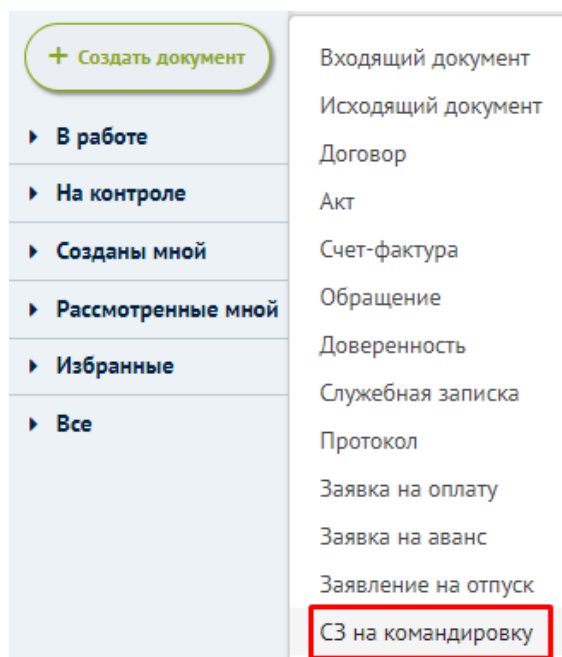 + Создать документ
В работе
На контроле
Созданы мной
Рассмотренные мной
Избранные
Все
Входящий документ
Исходящий документ
Договор
Акт
Счет-фактура
Обращение
Доверенность
Служебная записка
Протокол
Заявка на оплату
Заявка на аванс
Заявление на отпуск
СЗ на командировку